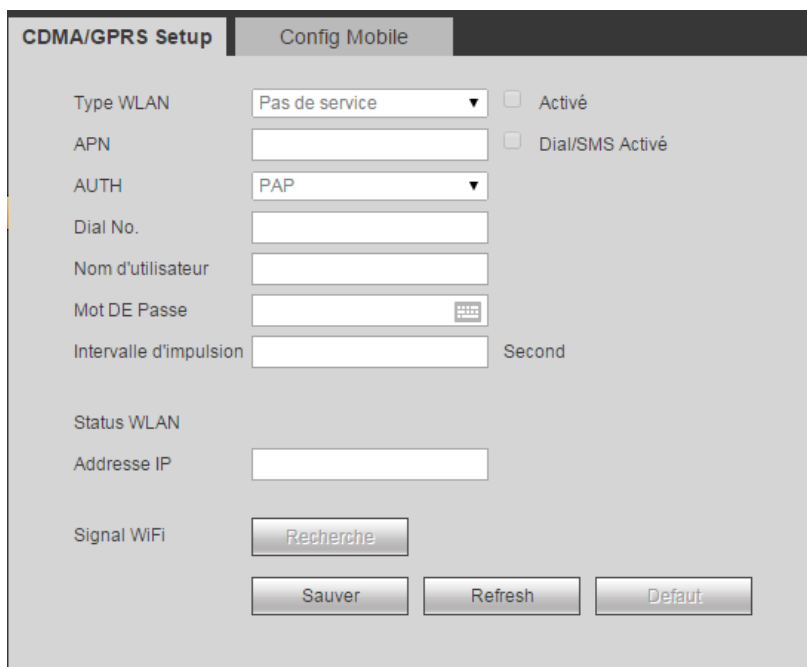 CDMA/GPRS Setup Config Mobile
Type WLAN Pas de service Activé
APN Dial/SMS Activé
AUTH PAP
Dial No.
Nom d'utilisateur
Mot DE Passe
Intervalle d'impulsion Second
Status WLAN
Addresse IP
Signal WiFi Recherche
Sauver Refresh Defaut